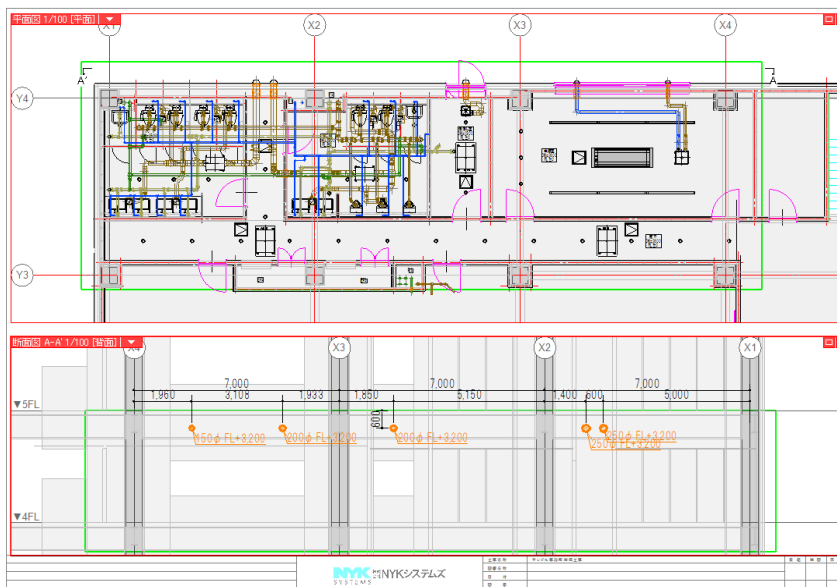 平面図 1/100 [平面]
X1
X2
X3
X4
A'
A
Y4
Y3
断面図 A-A' 1/100 [背面]
X4
X3
X2
X1
7,000
7,000
7,000
1,960
3,108
1,933
1,850
5,150
1,400
600
5,000
▼5FL
600
150φ FL+3,200
200φ FL+3,200
200φ FL+3,200
250φ FL+3,200
250φ FL+3,200
▼4FL
NYK SYSTEMS
株式会社NYKシステムズ